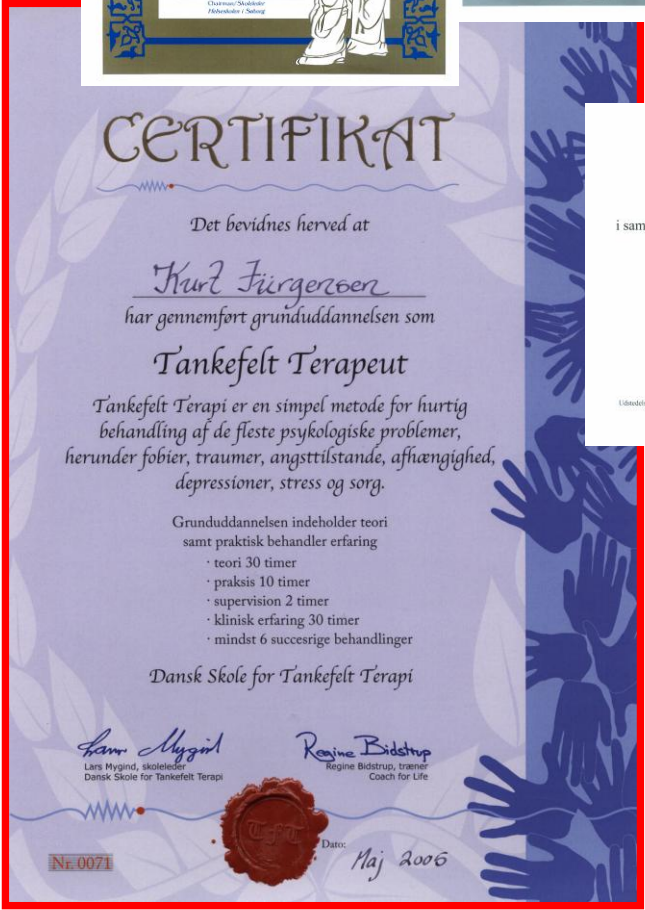 Chairman/Skoleleder
Helseskolen i Søborg
CERTIFIKAT
Det bevidnes herved at
i sam
Kurt Jürgensen
har gennemført grunduddannelsen som
Tankefelt Terapeut
Tankefelt Terapi er en simpel metode for hurtig
behandling af de fleste psykologiske problemer,
herunder fobier, traumer, angsttilstande, afhængighed,
depressioner, stress og sorg.
Grunduddannelsen indeholder teori
samt praktisk behandler erfaring
· teori 30 timer
· praksis 10 timer
· supervision 2 timer
· klinisk erfaring 30 timer
· mindst 6 succesrige behandlinger
Dansk Skole for Tankefelt Terapi
Lars Mygind
Regine Bidstrup
Lars Mygind, skoleleder
Dansk Skole for Tankefelt Terapi
Regine Bidstrup, træner
Coach for Life
TFT
Dato:
Maj 2006
Nr. 0071